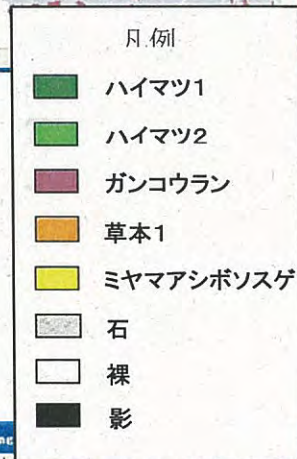 凡例
ハイマツ1
ハイマツ2
ガンコウラン
草本1
ミヤマアシボソスゲ
石
裸
影